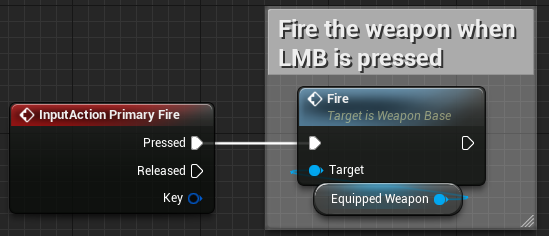 Fire the weapon when
LMB is pressed
InputAction Primary Fire
Pressed
Released
Key
Fire
Target is Weapon Base
Target
Equipped Weapon